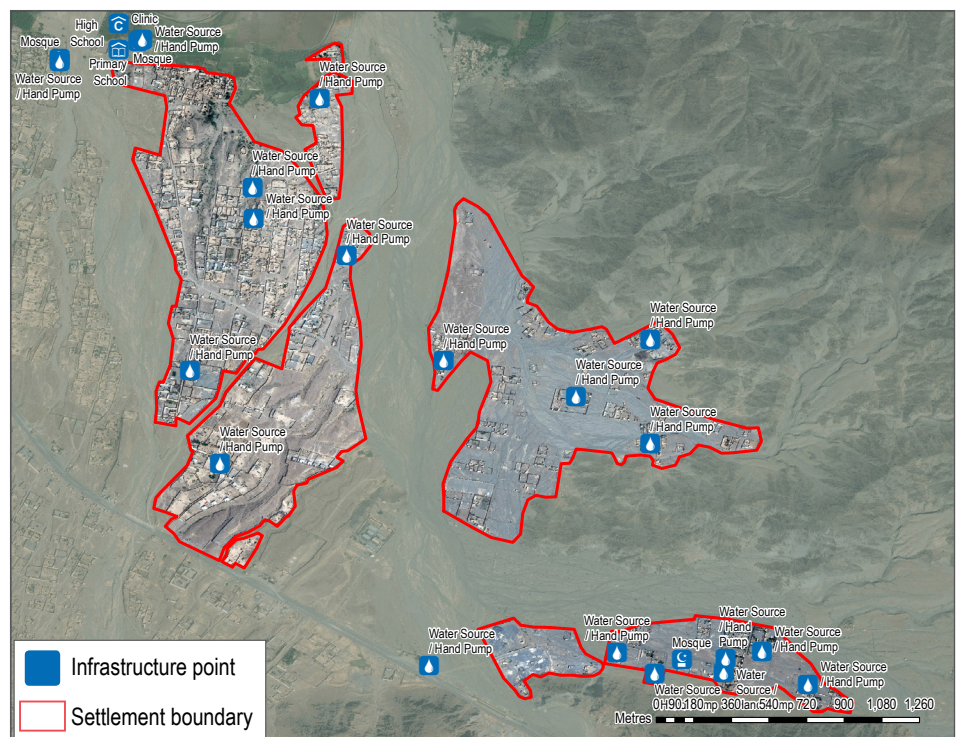 High
School
Clinic
C
Water Source
/ Hand Pump
Mosque
Primary
School
Mosque
Water Source
/ Hand Pump
Water Source
/ Hand Pump
Water Source
/ Hand Pump
Water Source
/ Hand Pump
Water Source
/ Hand Pump
Water Source
/ Hand Pump
Water Source
/ Hand Pump
Water Source
/ Hand Pump
Water Source
/ Hand Pump
Water Source
/ Hand Pump
Water Source
/ Hand Pump
Water Source
/ Hand Pump
Water Source
/ Hand Pump
Mosque
Water Source
/ Hand
Pump
Water Source
/ Hand Pump
Water Source
/ Hand Pump
Water Source
Water
Source /
Infrastructure point
Settlement boundary
Metres 0 90 180 360 540 720 900 1,080 1,260